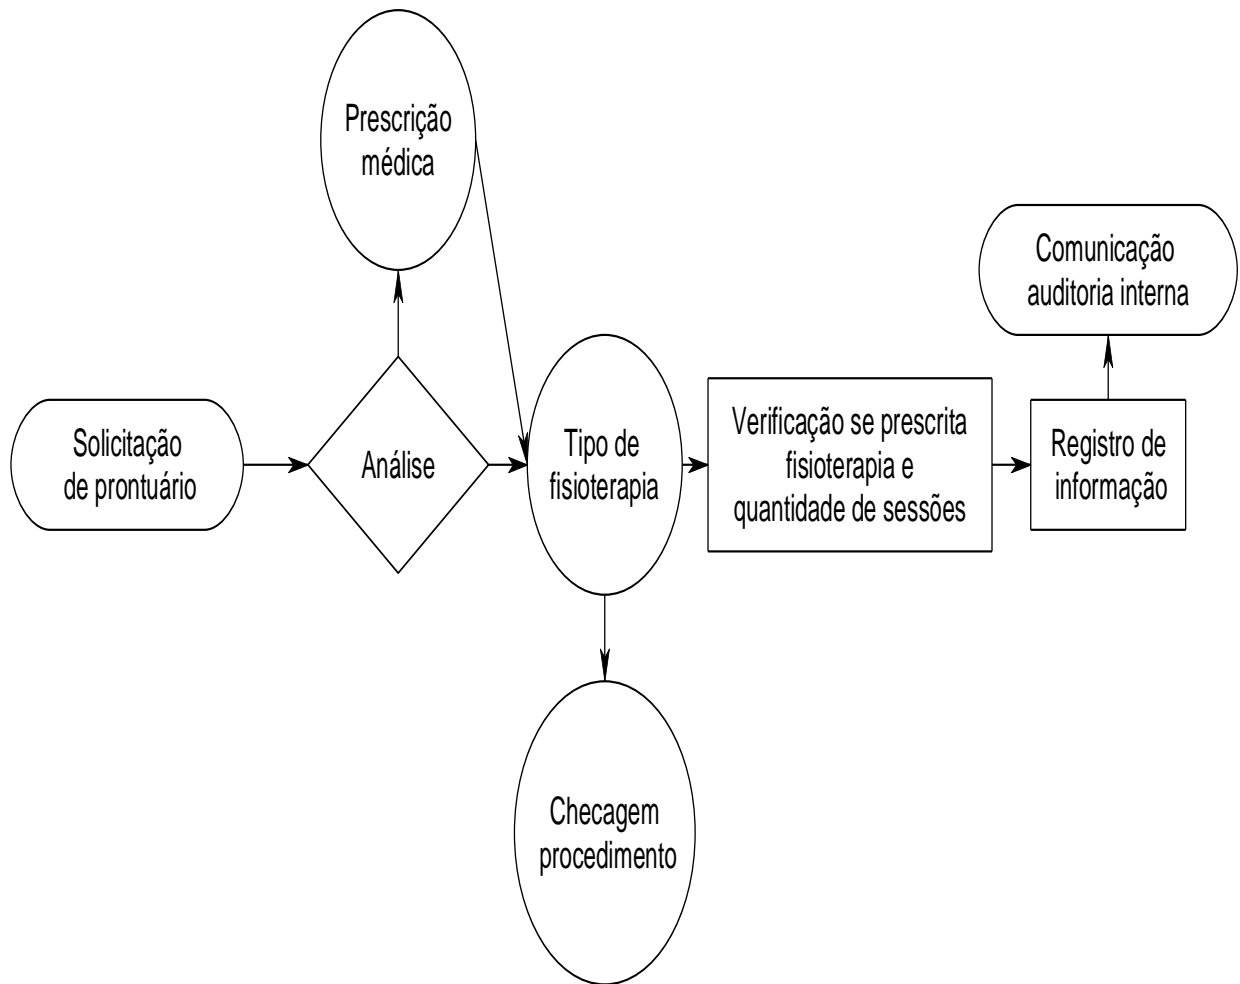 Prescrição
médica
Comunicação
auditoria interna
Solicitação
de prontuário
Análise
Tipo de
fisioterapia
Verificação se prescrita
fisioterapia e
quantidade de sessões
Registro de
informação
Checagem
procedimento